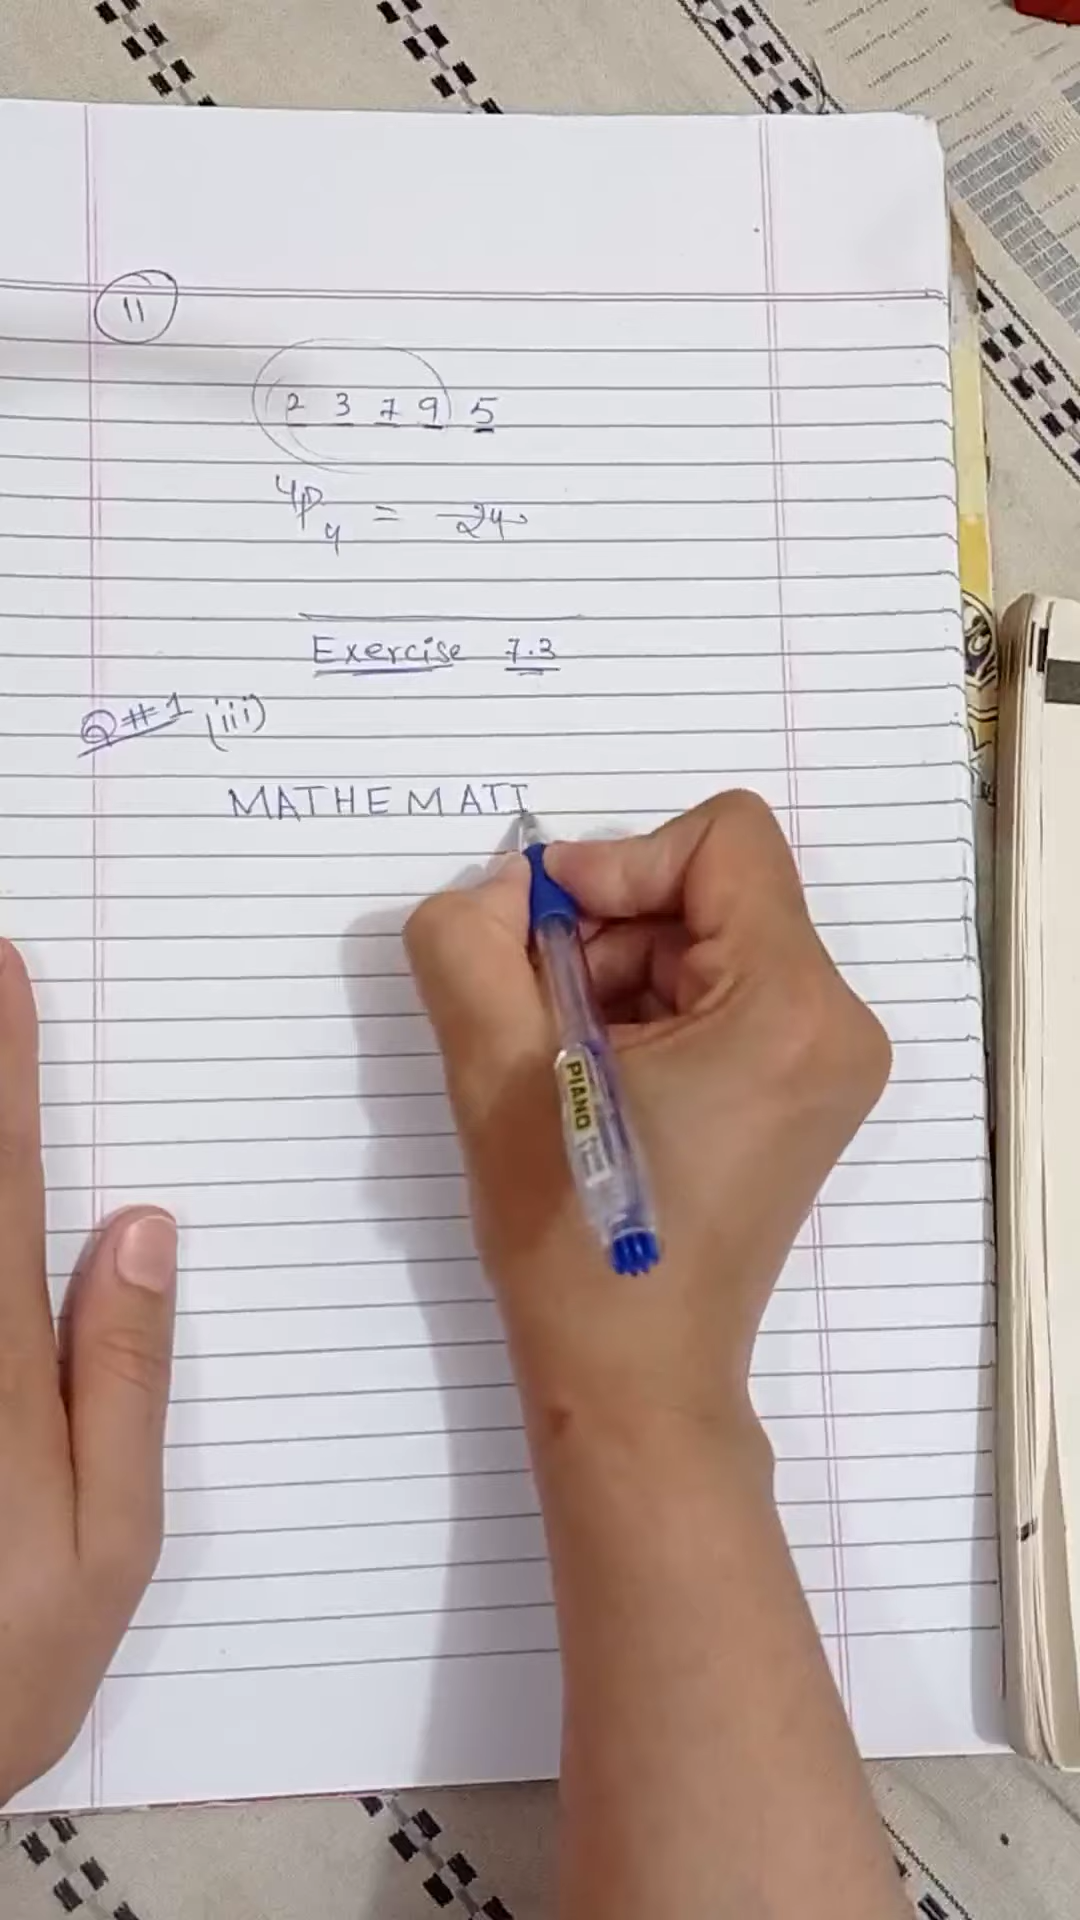 11
2 3 7 9 5
4P4 = 24
Exercise 7.3
Q#1 (iii)
MATHEMATI
PIANO